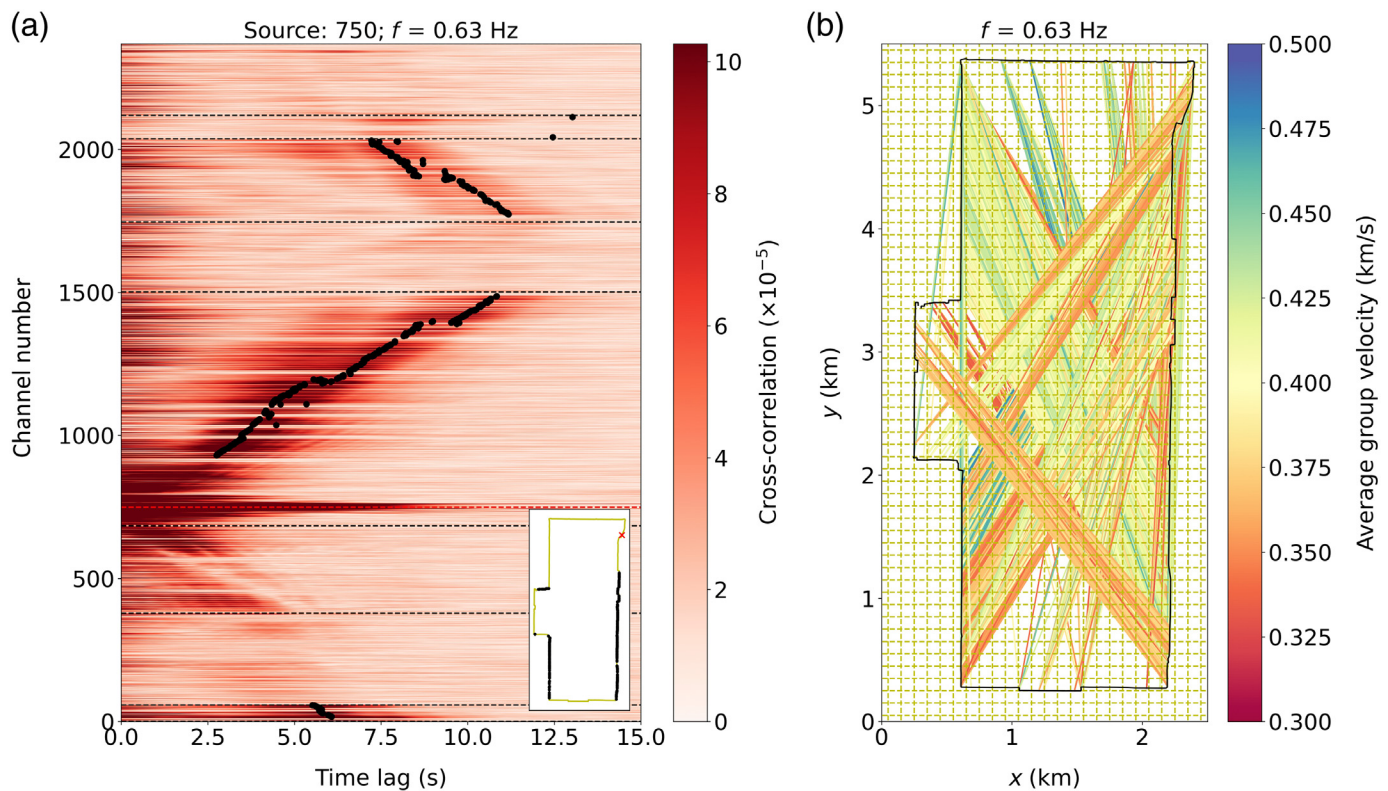 (a)
Source: 750; f = 0.63 Hz
Channel number
2000
1500
1000
500
0
0.0 2.5 5.0 7.5 10.0 12.5 15.0
Time lag (s)
10
8
6
4
2
0
Cross-correlation (×10⁻⁵)
(b)
f = 0.63 Hz
y (km)
5
4
3
2
1
0
0 1 2
x (km)
0.500
0.475
0.450
0.425
0.400
0.375
0.350
0.325
0.300
Average group velocity (km/s)